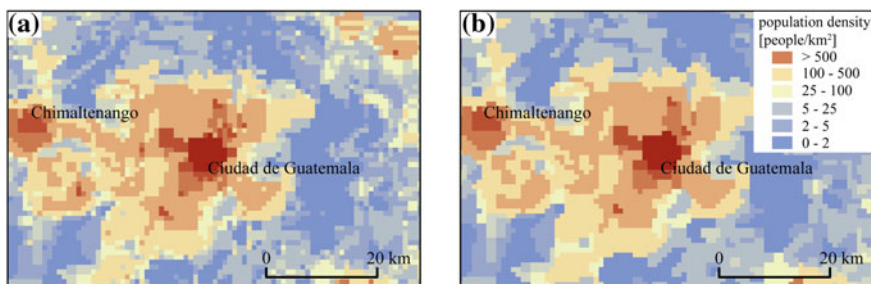 (a)
Chimaltenango
Ciudad de Guatemala
0 20 km
(b)
Chimaltenango
Ciudad de Guatemala
0 20 km
population density
[people/km²]
> 500
100 - 500
25 - 100
5 - 25
2 - 5
0 - 2